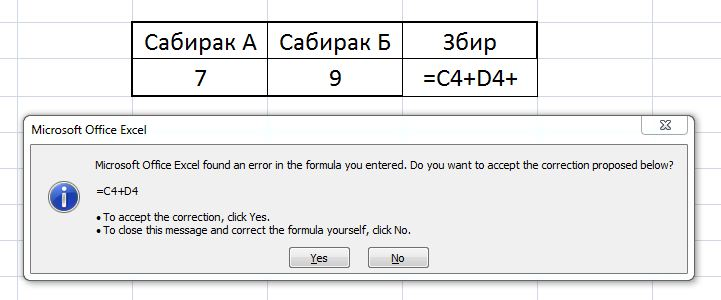 Сабирак А Сабирак Б Збир
7 9 =C4+D4+
Microsoft Office Excel
Microsoft Office Excel found an error in the formula you entered. Do you want to accept the correction proposed below?
=C4+D4
• To accept the correction, click Yes.
• To close this message and correct the formula yourself, click No.
Yes No